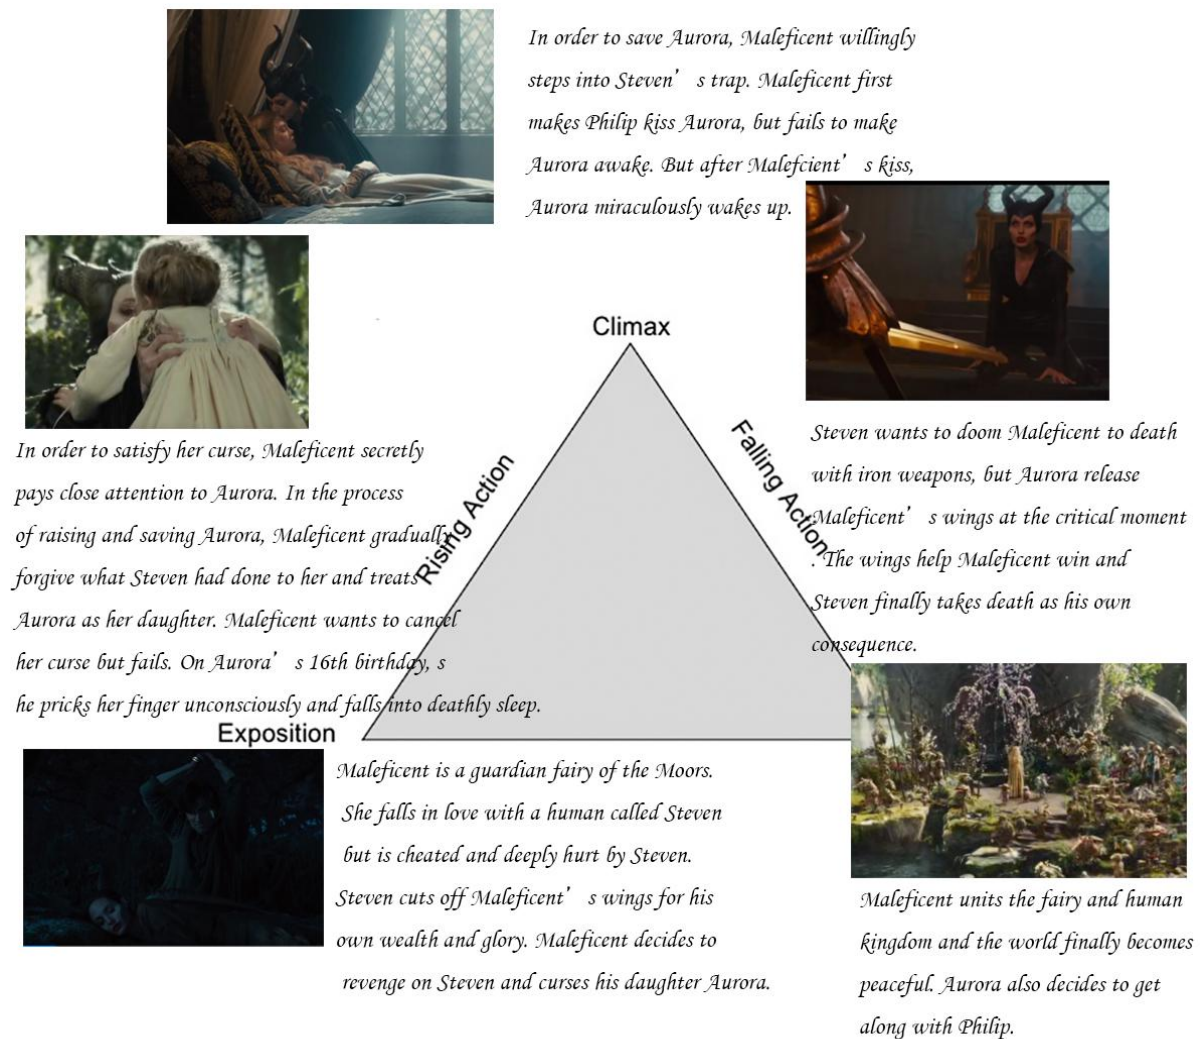 In order to save Aurora, Maleficent willingly
steps into Steven’ s trap. Maleficent first
makes Philip kiss Aurora, but fails to make
Aurora awake. But after Malefcient’ s kiss,
Aurora miraculously wakes up.
Climax
Rising Action
Falling Action
In order to satisfy her curse, Maleficent secretly
pays close attention to Aurora. In the process
of raising and saving Aurora, Maleficent gradually
forgive what Steven had done to her and treats
Aurora as her daughter. Maleficent wants to cancel
her curse but fails. On Aurora’ s 16th birthday, s
he pricks her finger unconsciously and falls into deathly sleep.
Steven wants to doom Maleficent to death
with iron weapons, but Aurora release
Maleficent’ s wings at the critical moment
. The wings help Maleficent win and
Steven finally takes death as his own
consequence.
Exposition
Maleficent is a guardian fairy of the Moors.
She falls in love with a human called Steven
but is cheated and deeply hurt by Steven.
Steven cuts off Maleficent’ s wings for his
own wealth and glory. Maleficent decides to
revenge on Steven and curses his daughter Aurora.
Maleficent units the fairy and human
kingdom and the world finally becomes
peaceful. Aurora also decides to get
along with Philip.